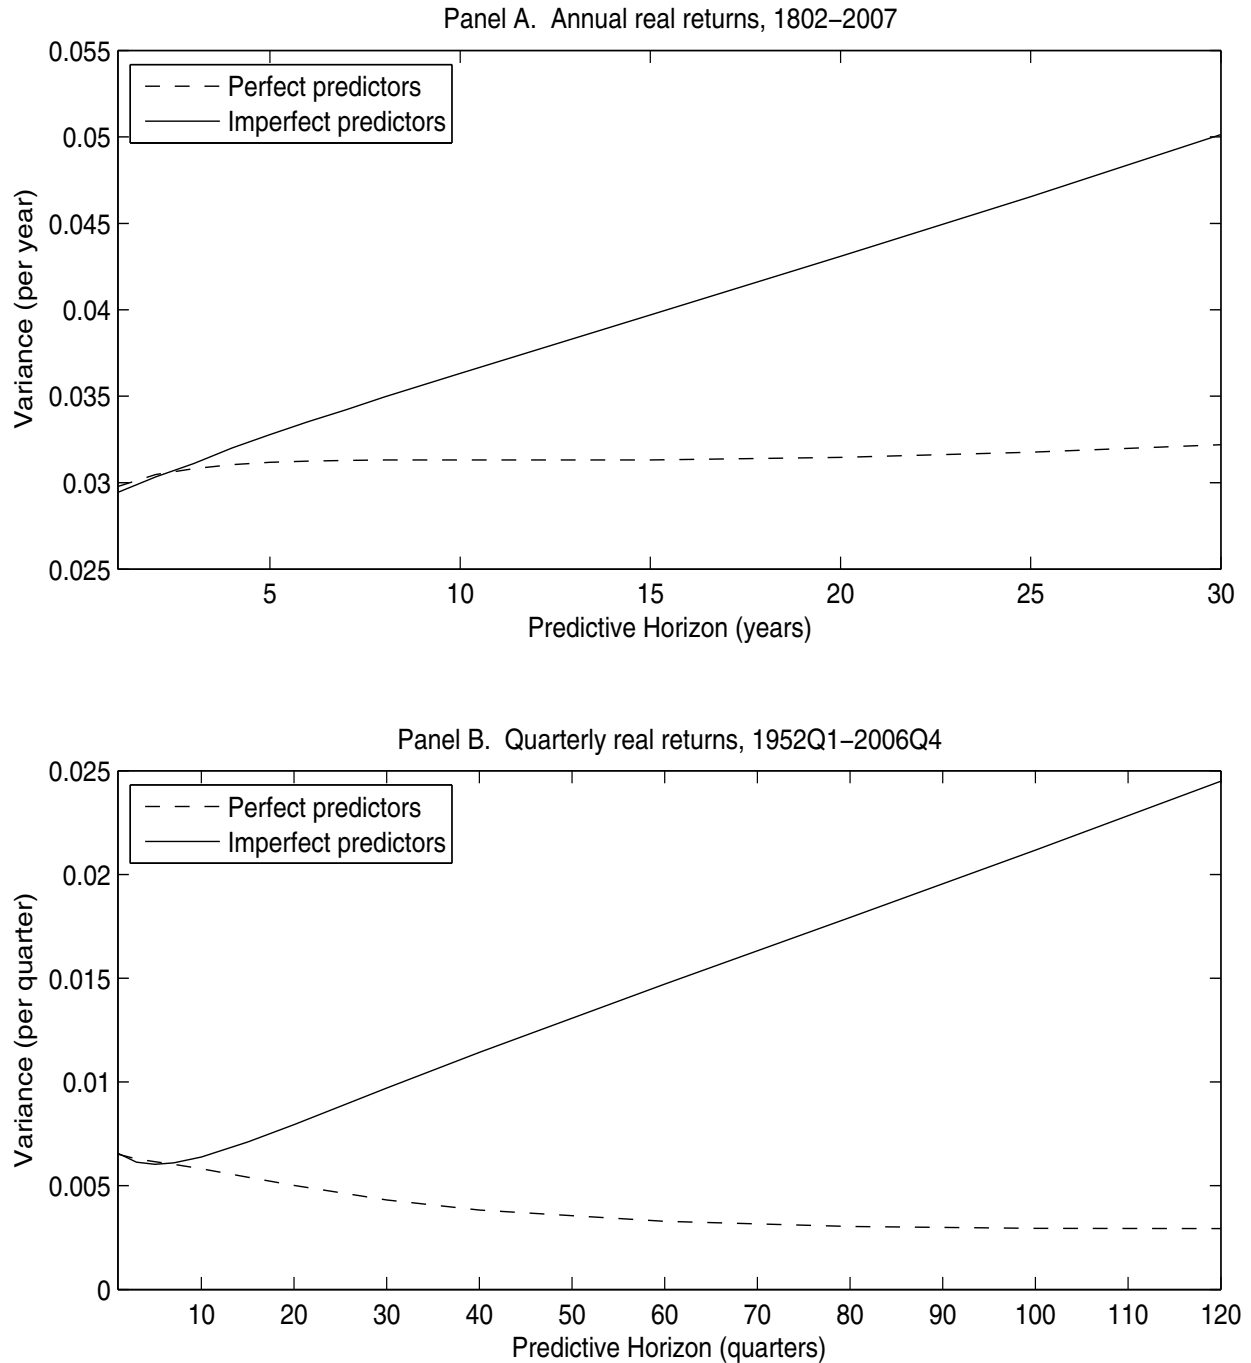 Panel A. Annual real returns, 1802–2007
Perfect predictors
Imperfect predictors
Variance (per year)
0.055
0.05
0.045
0.04
0.035
0.03
0.025
5 10 15 20 25 30
Predictive Horizon (years)
Panel B. Quarterly real returns, 1952Q1–2006Q4
Perfect predictors
Imperfect predictors
Variance (per quarter)
0.025
0.02
0.015
0.01
0.005
0
10 20 30 40 50 60 70 80 90 100 110 120
Predictive Horizon (quarters)